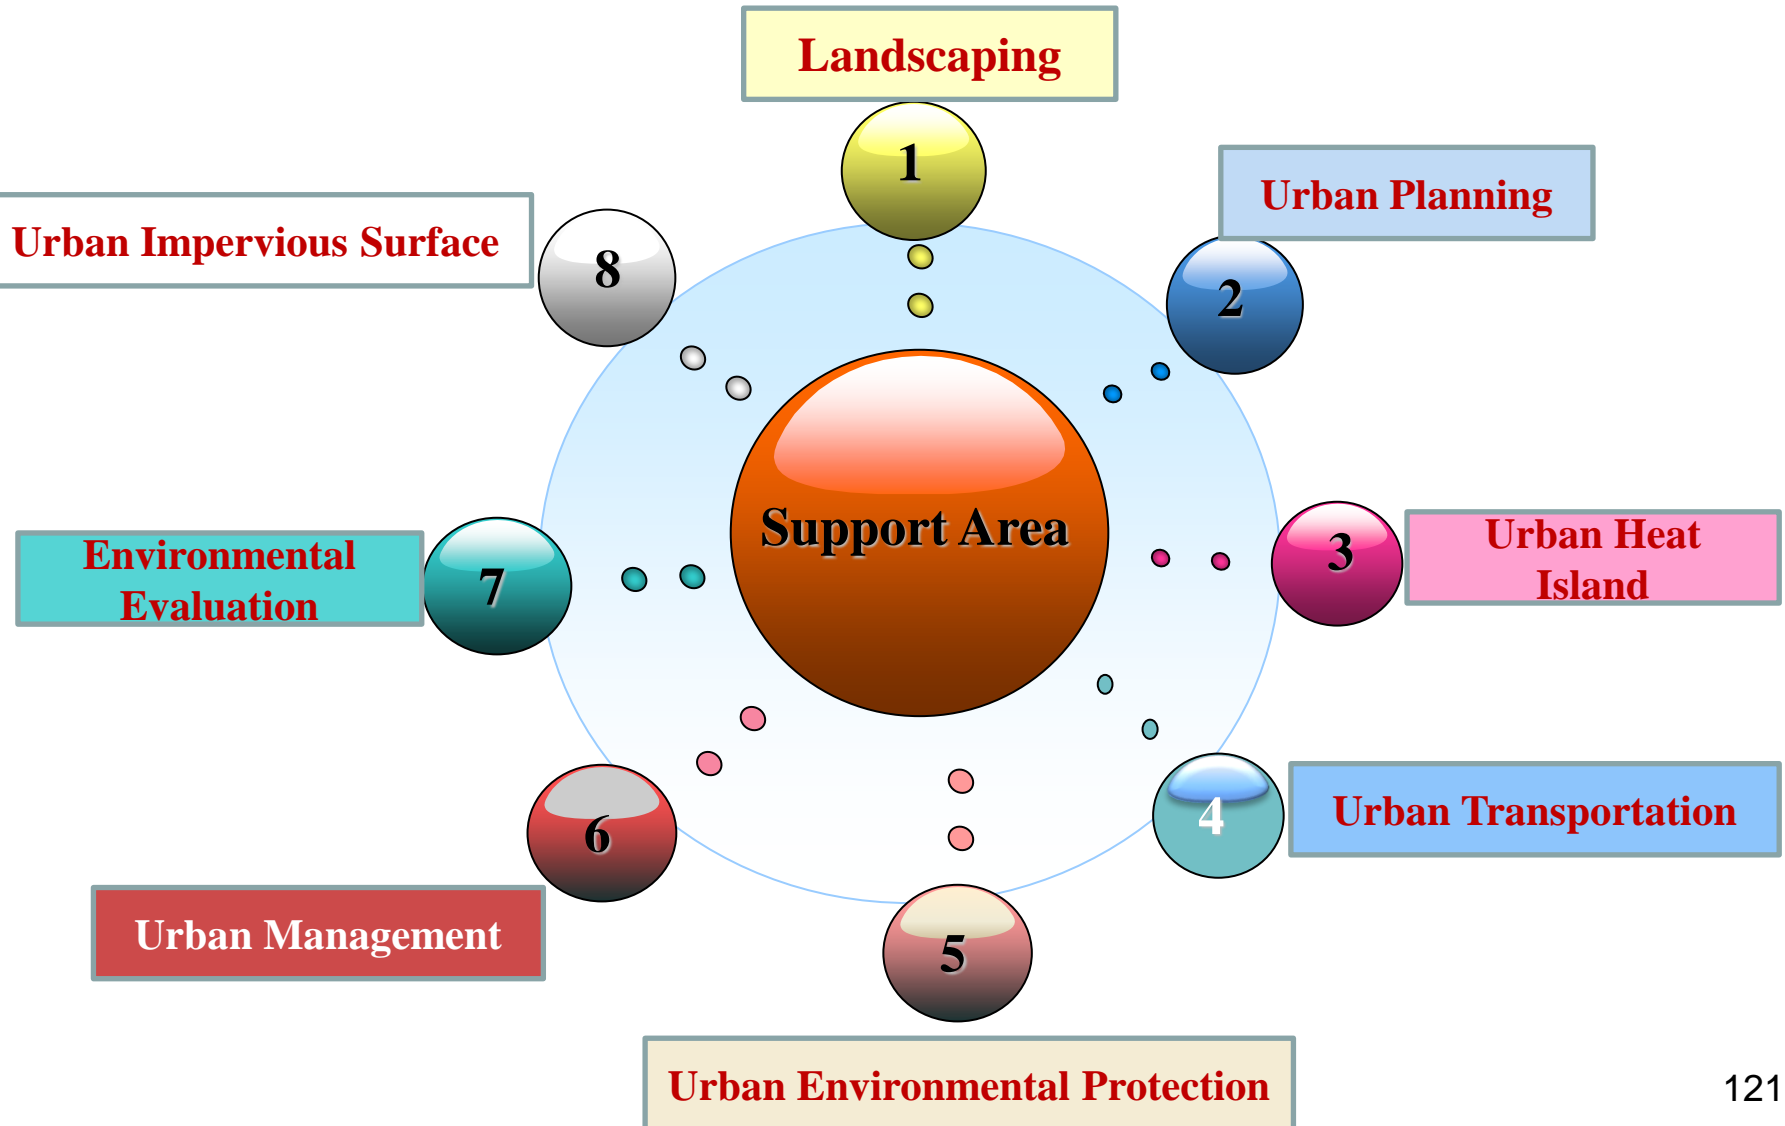 Landscaping
1
Urban Planning
2
Urban Impervious Surface
8
Support Area
Urban Heat
Island
3
Environmental
Evaluation
7
4
Urban Transportation
6
Urban Management
5
Urban Environmental Protection
121